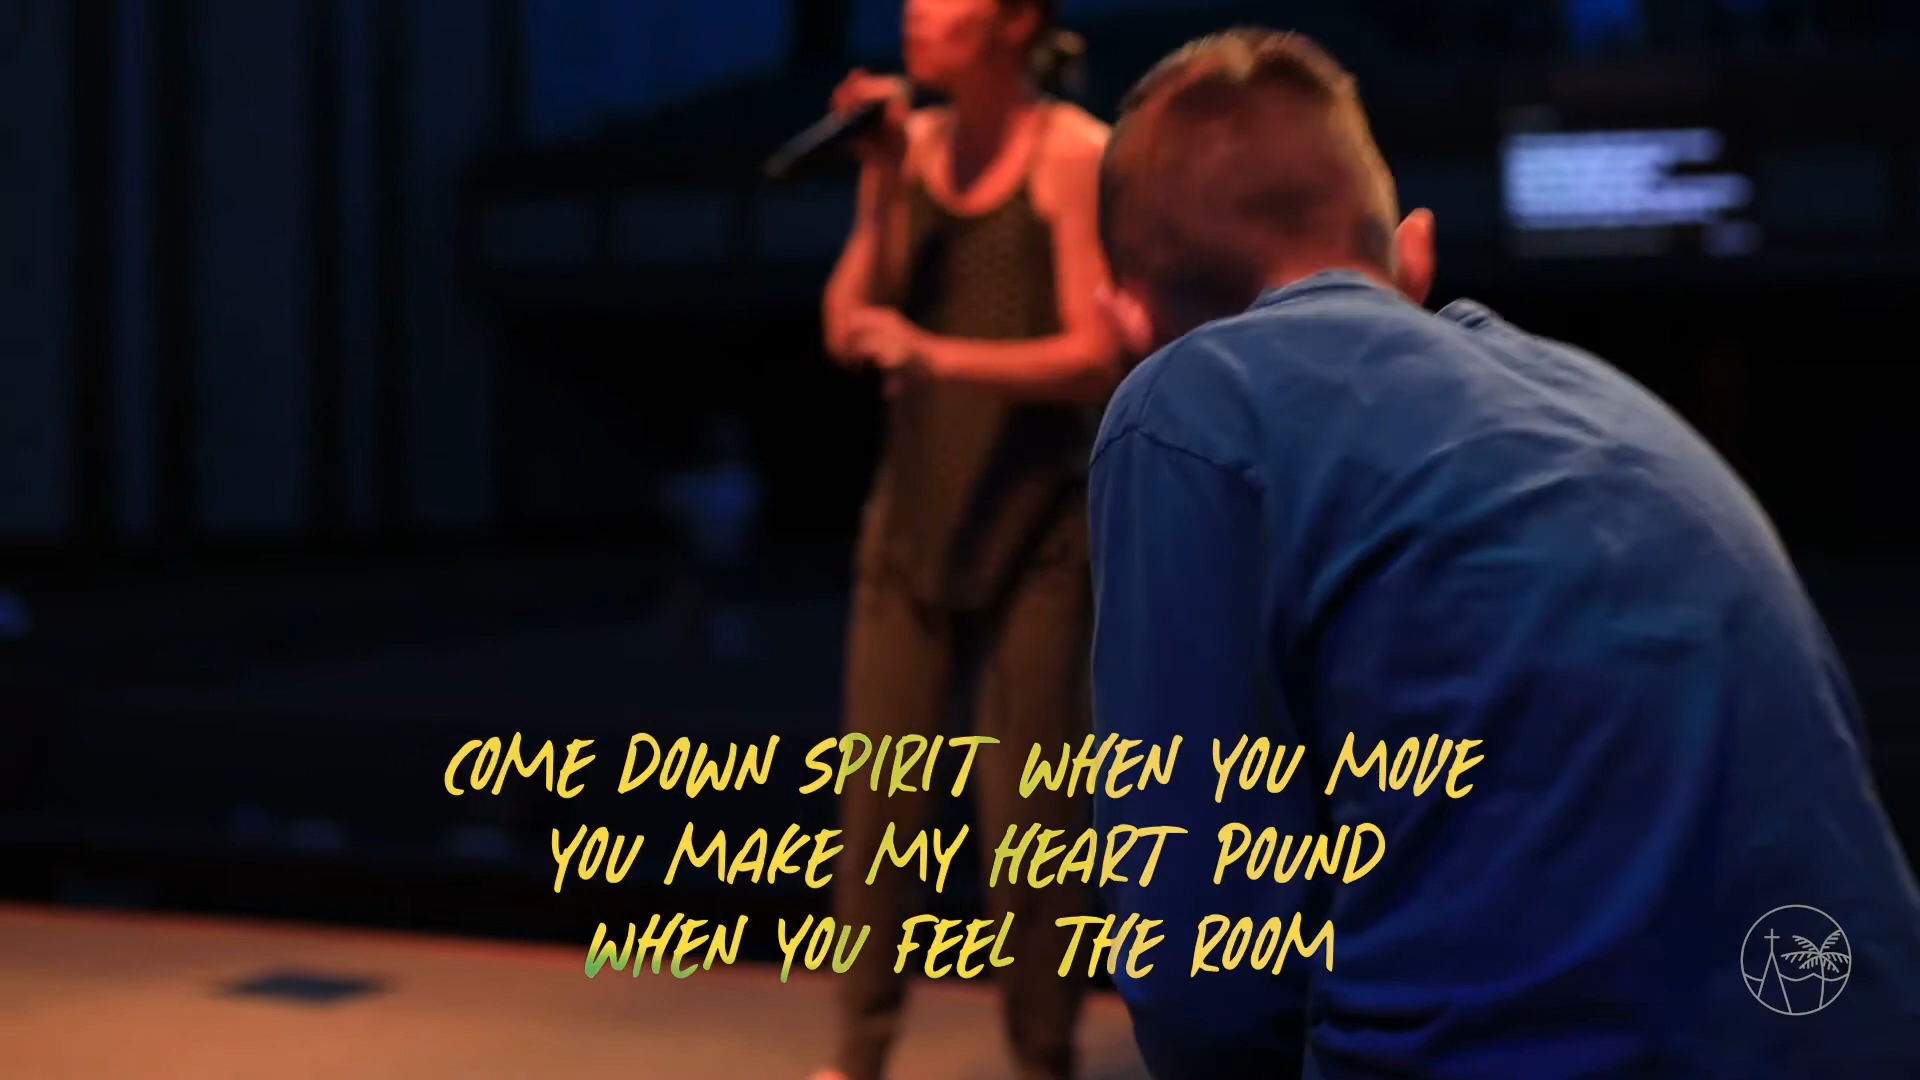 COME DOWN SPIRIT WHEN YOU MOVE
YOU MAKE MY HEART POUND
WHEN YOU FEEL THE ROOM